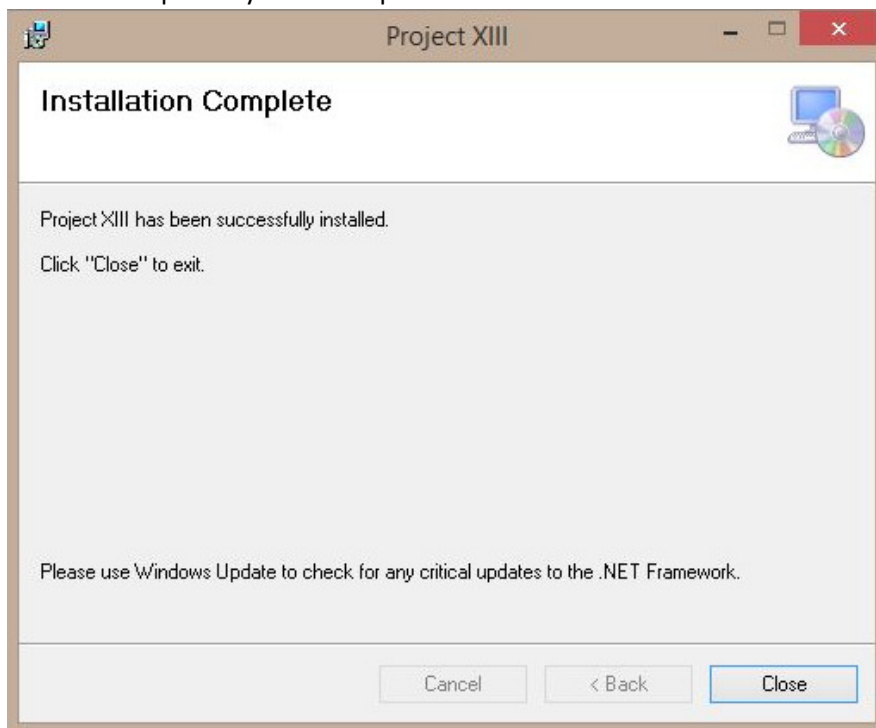 Project XIII
Installation Complete
Project XIII has been successfully installed.
Click "Close" to exit.
Please use Windows Update to check for any critical updates to the .NET Framework.
Cancel
< Back
Close